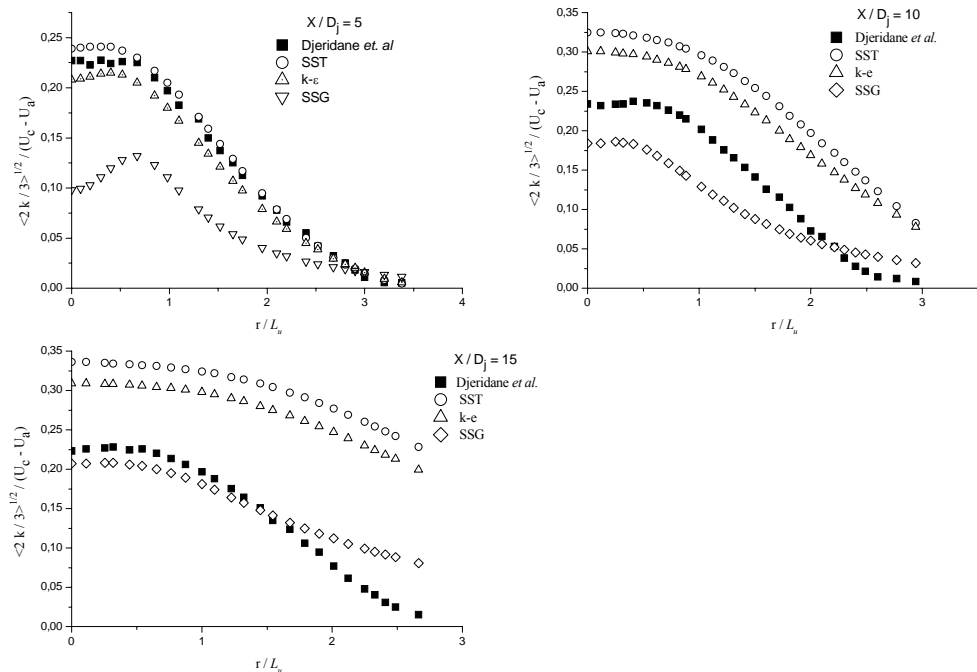 X / D_j = 5
Djeridane et. al
SST
k-ε
SSG
<2 k / 3>^1/2 / (U_c - U_a)
0,25
0,20
0,15
0,10
0,05
0,00
0 1 2 3 4
r / L_u
X / D_j = 10
Djeridane et al.
SST
k-e
SSG
<2 k / 3>^1/2 / (U_c - U_a)
0,35
0,30
0,25
0,20
0,15
0,10
0,05
0,00
0 1 2 3
r / L_u
X / D_j = 15
Djeridane et al.
SST
k-e
SSG
<2 k / 3>^1/2 / (U_c - U_a)
0,35
0,30
0,25
0,20
0,15
0,10
0,05
0,00
0 1 2 3
r / L_u